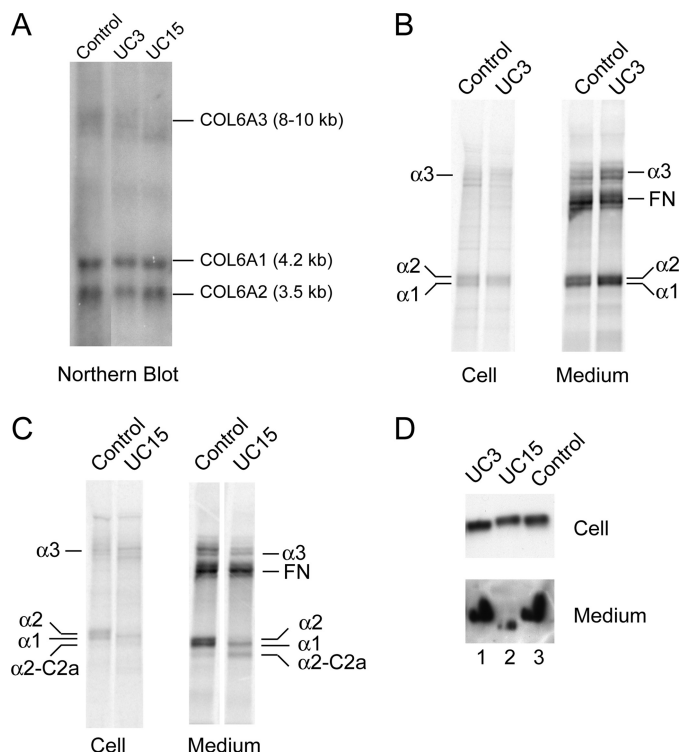 A
Control
UC3
UC15
COL6A3 (8-10 kb)
COL6A1 (4.2 kb)
COL6A2 (3.5 kb)
Northern Blot
B
Control
UC3
Control
UC3
α3
α3
FN
α2
α1
α2
α1
Cell
Medium
C
Control
UC15
Control
UC15
α3
α3
FN
α2
α1
α2-C2a
α2
α1
α2-C2a
Cell
Medium
D
UC3
UC15
Control
Cell
Medium
1 2 3